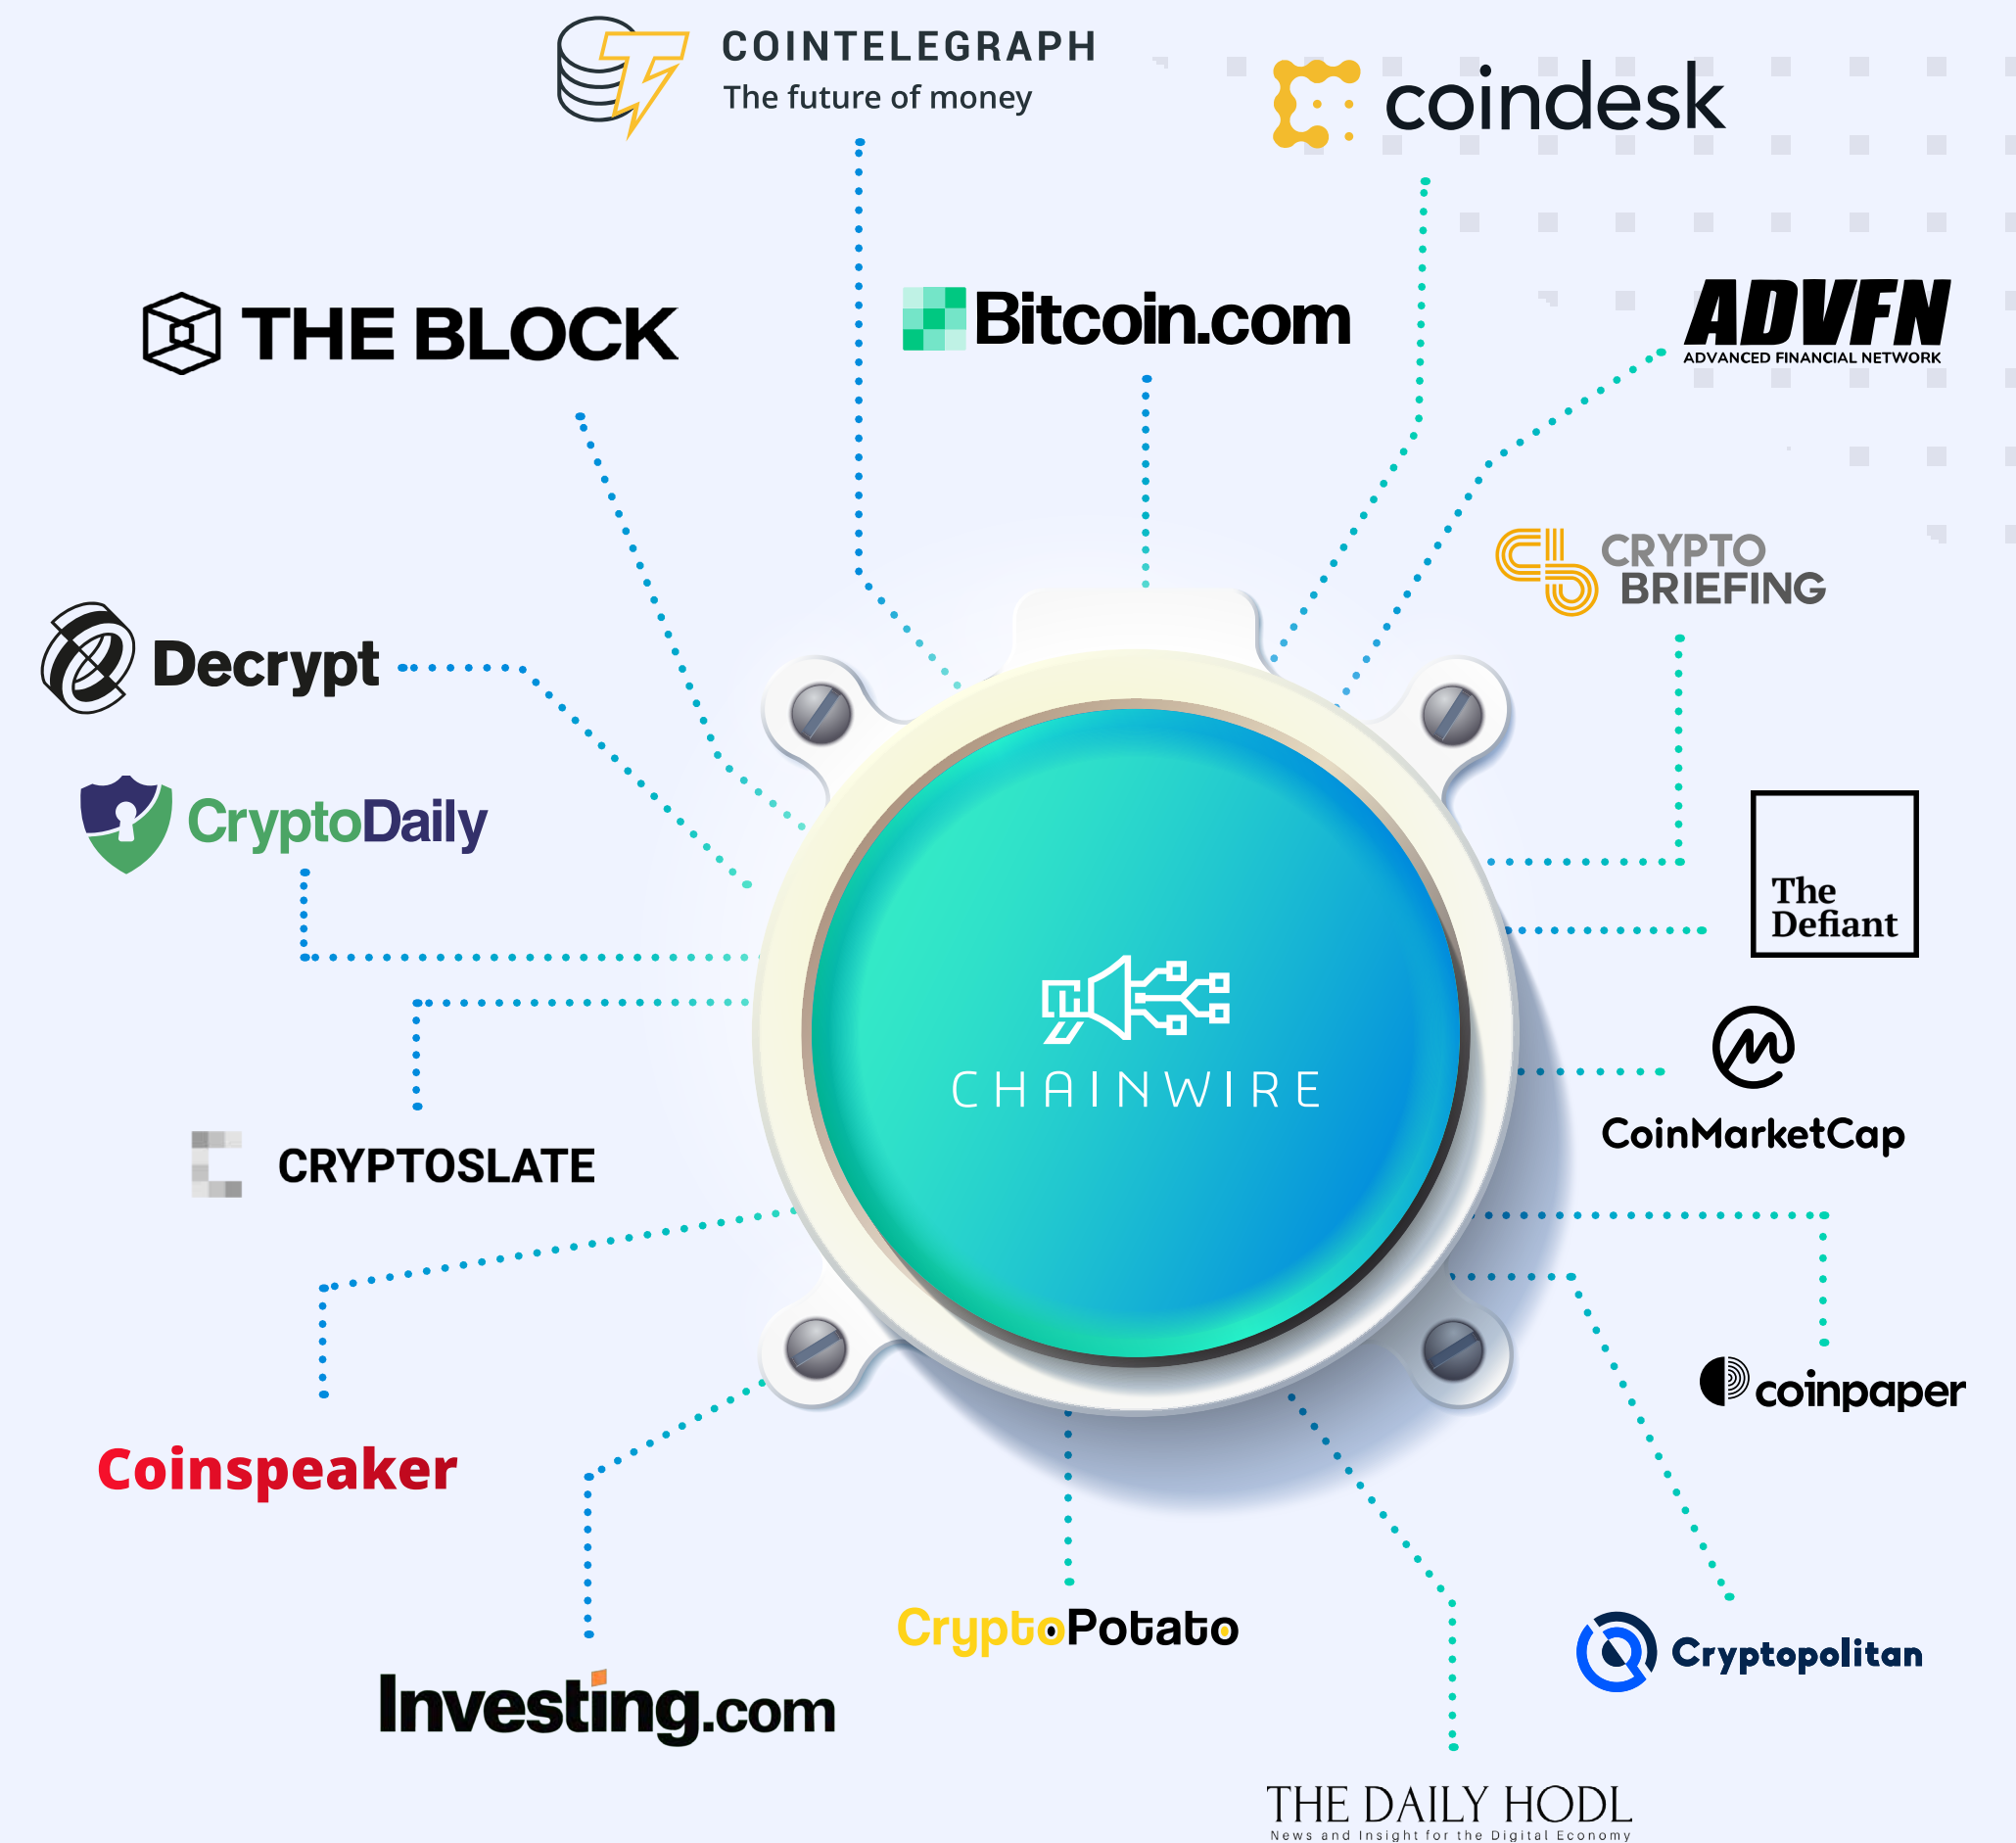 COINTELEGRAPH
The future of money
coindesk
THE BLOCK
Bitcoin.com
ADVFN
ADVANCED FINANCIAL NETWORK
CRYPTO
BRIEFING
Decrypt
CryptoDaily
The
Defiant
CHAINWIRE
CoinMarketCap
CRYPTOSLATE
coinpaper
Coinspeaker
CryptoPotato
Cryptopolitan
Investing.com
THE DAILY HODL
News and Insight for the Digital Economy